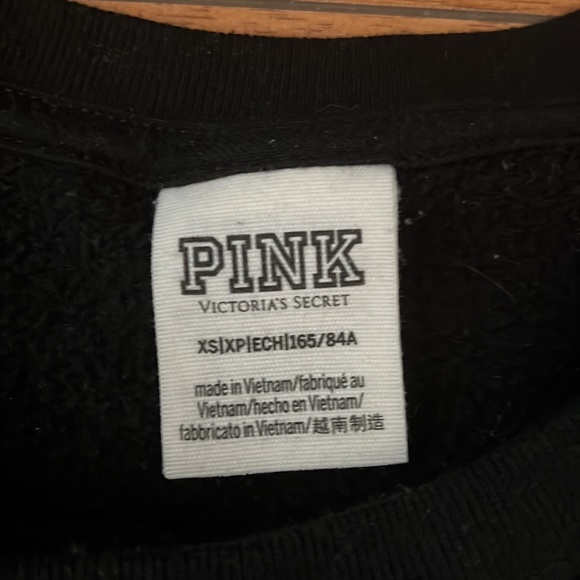 PINK
VICTORIA'S SECRET
XS|XP|ECH|165/84A
made in Vietnam/fabriqué au
Vietnam/hecho en Vietnam/
fabbricato in Vietnam/越南制造